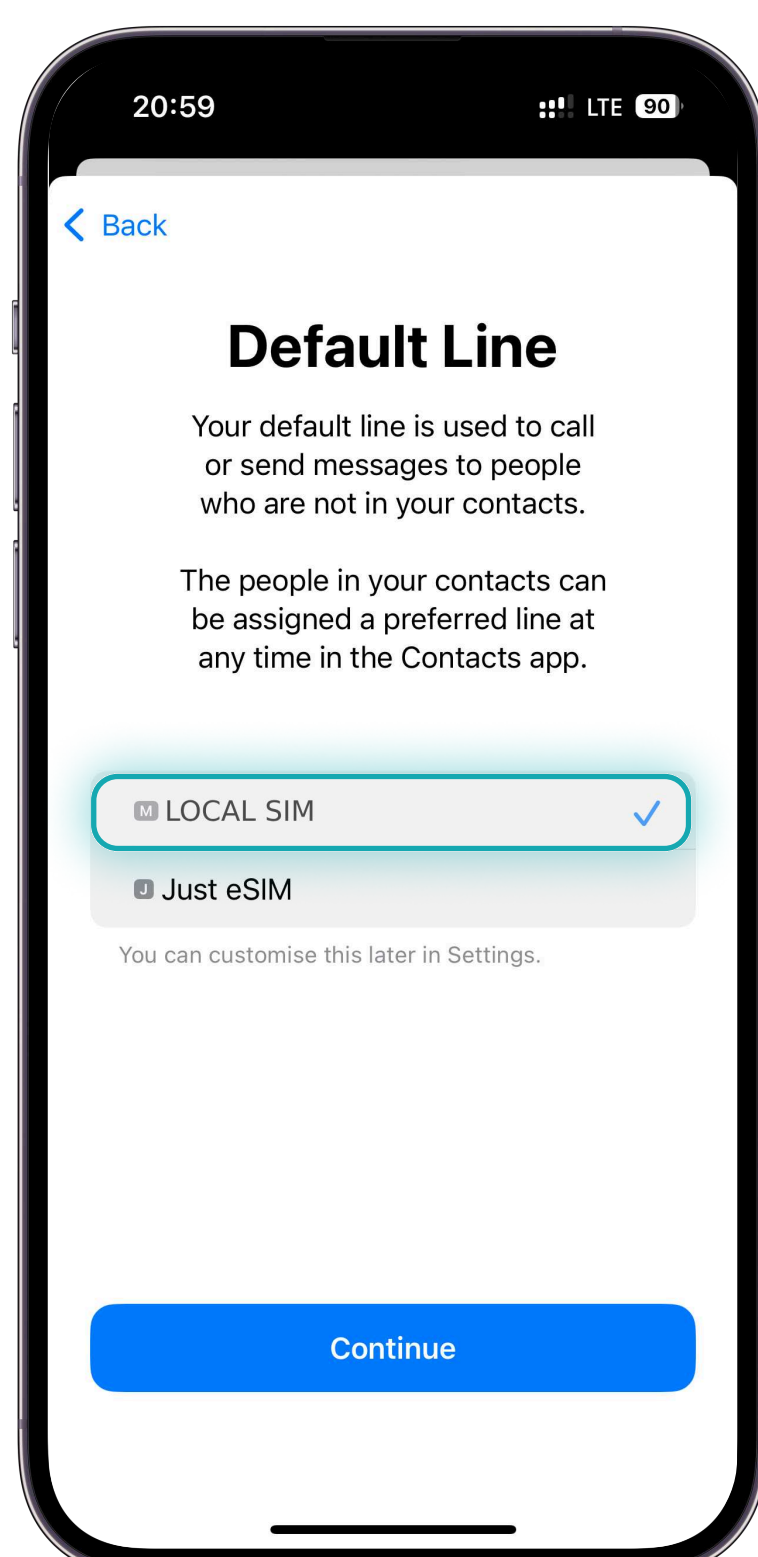 20:59 LTE 90
Back
Default Line
Your default line is used to call
or send messages to people
who are not in your contacts.
The people in your contacts can
be assigned a preferred line at
any time in the Contacts app.
M LOCAL SIM
J Just eSIM
You can customise this later in Settings.
Continue